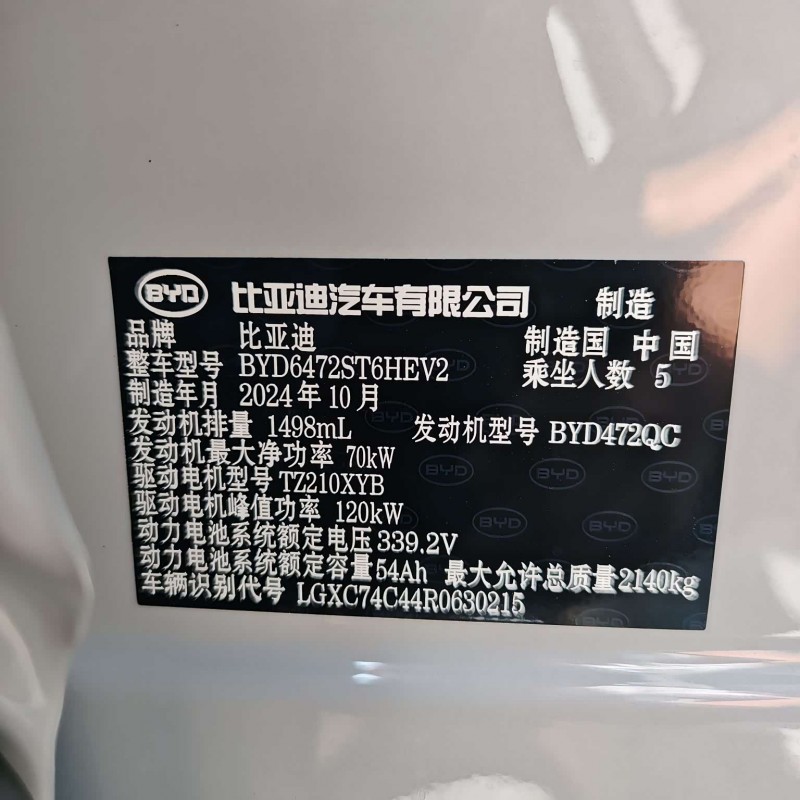 BYD 比亚迪汽车有限公司 制造
品牌 比亚迪 制造国 中国
整车型号 BYD6472ST6HEV2 乘坐人数 5
制造年月 2024年10月
发动机排量 1498mL 发动机型号 BYD472QC
发动机最大净功率 70kW
驱动电机型号 TZ210XYB
驱动电机峰值功率 120kW
动力电池系统额定电压 339.2V
动力电池系统额定容量 54Ah 最大允许总质量 2140kg
车辆识别代号 LGXC74C44R0630215